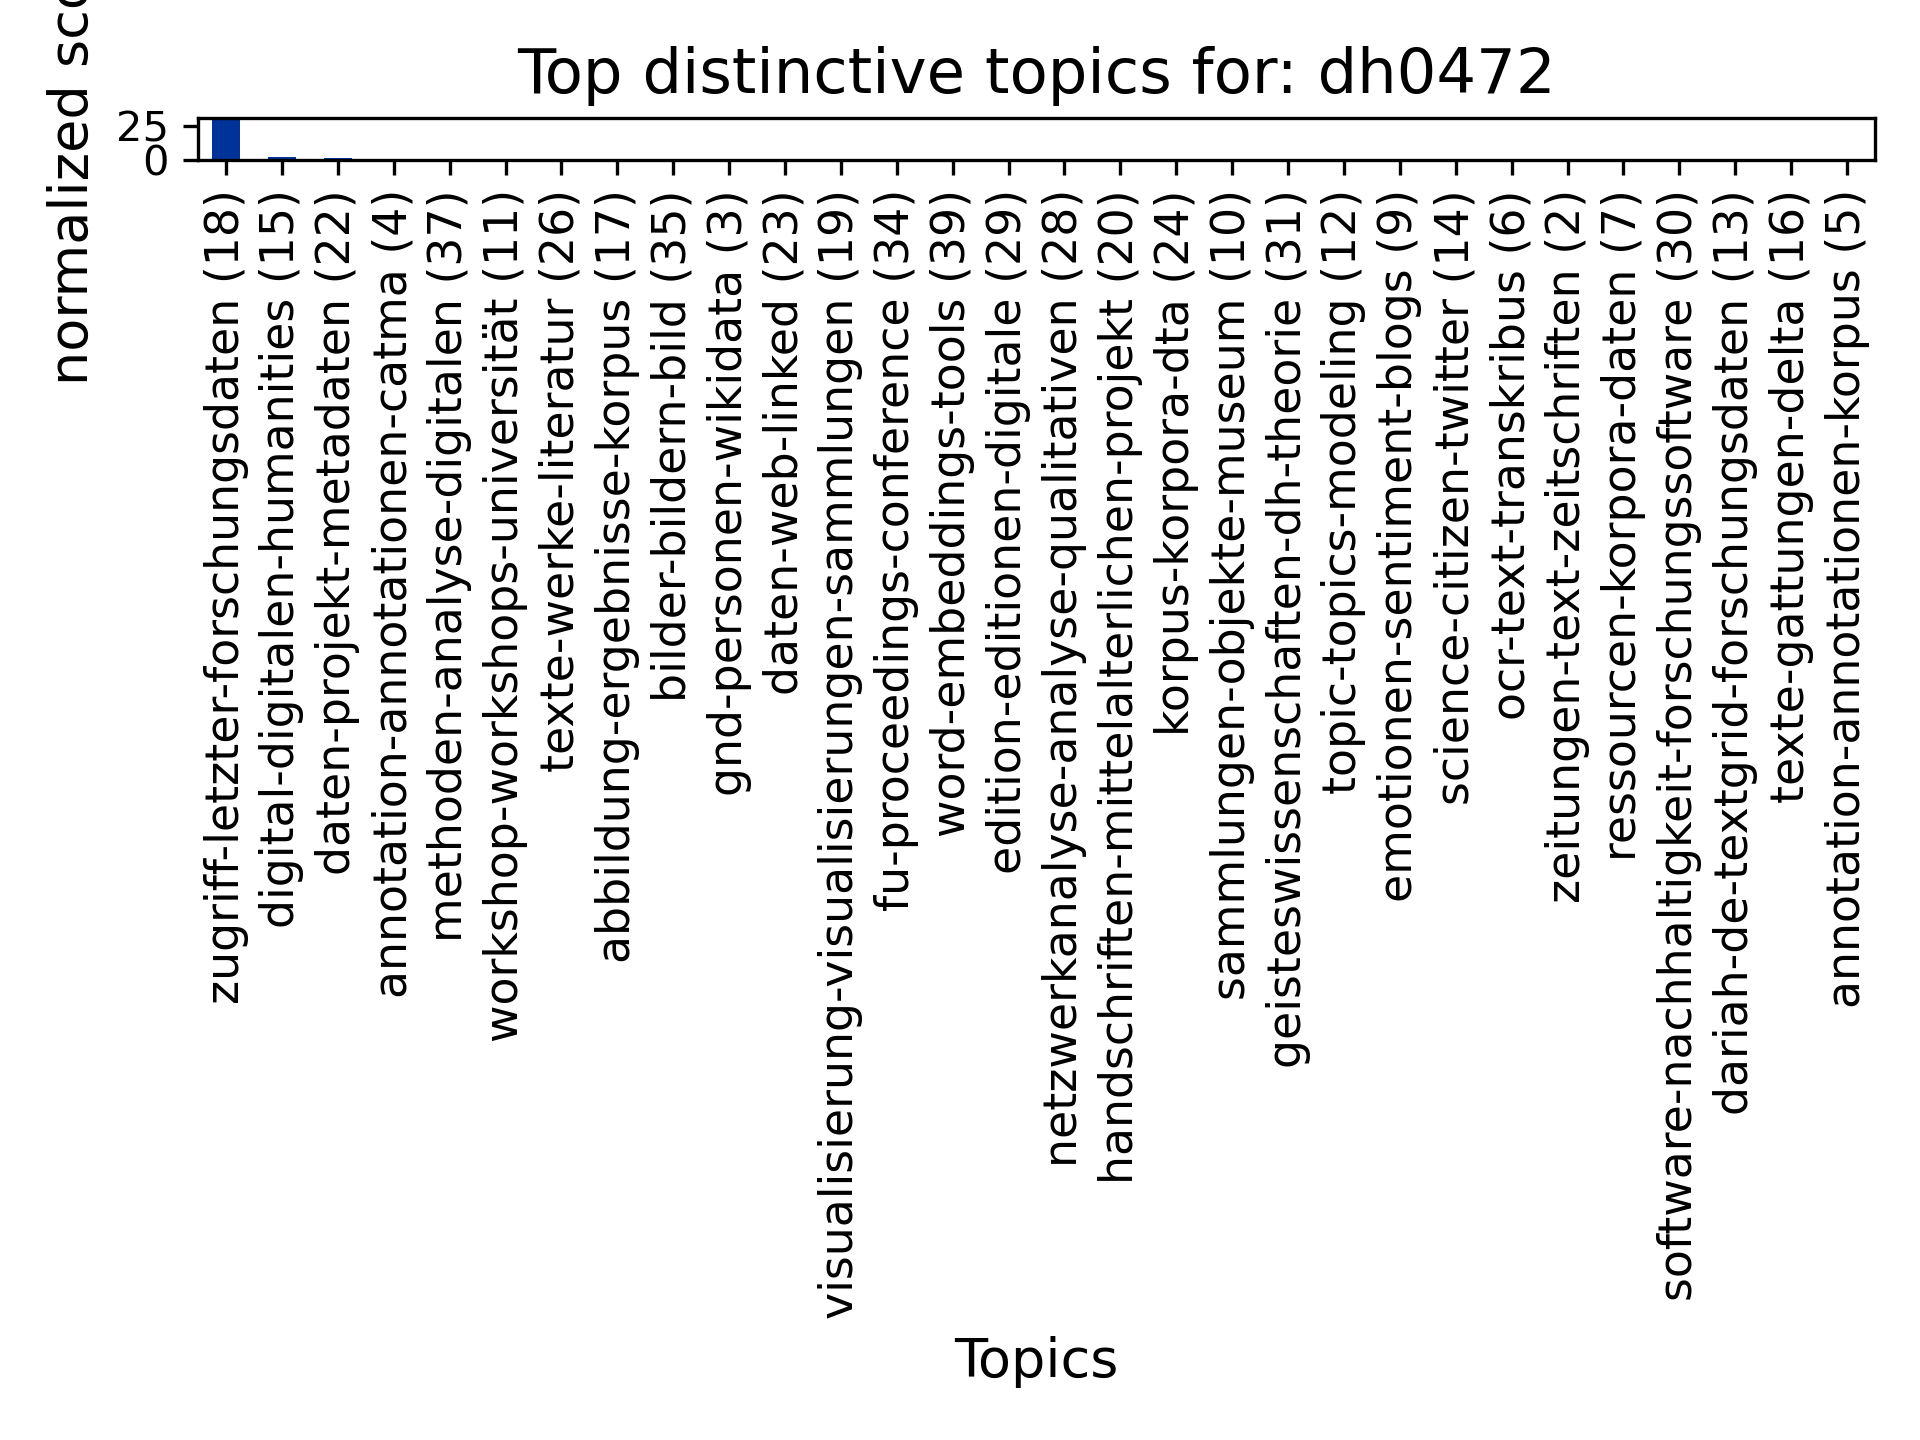 Top distinctive topics for: dh0472
normalized
25
0
zugriff-letzter-forschungsdaten (18)
digital-digitalen-humanities (15)
daten-projekt-metadaten (22)
annotation-annotationen-catma (4)
methoden-analyse-digitalen (37)
workshop-workshops-universität (11)
texte-werke-literatur (26)
abbildung-ergebnisse-korpus (17)
bilder-bildern-bild (35)
gnd-personen-wikidata (3)
daten-web-linked (23)
visualisierung-visualisierungen-sammlungen (19)
fu-proceedings-conference (34)
word-embeddings-tools (39)
edition-editionen-digitale (29)
netzwerkanalyse-analyse-qualitativen (28)
handschriften-mittelalterlichen-projekt (20)
korpus-korpora-dta (24)
sammlungen-objekte-museum (10)
geisteswissenschaften-dh-theorie (31)
topic-topics-modeling (12)
emotionen-sentiment-blogs (9)
science-citizen-twitter (14)
ocr-text-transkribus (6)
zeitungen-text-zeitschriften (2)
ressourcen-korpora-daten (7)
software-nachhaltigkeit-forschungssoftware (30)
dariah-de-textgrid-forschungsdaten (13)
texte-gattungen-delta (16)
annotation-annotationen-korpus (5)
Topics